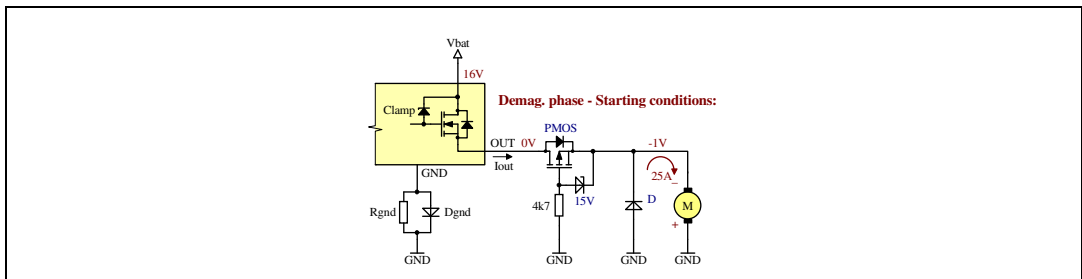 Vbat
16V
Demag. phase - Starting conditions:
Clamp
PMOS
OUT 0V
-1V
Iout
GND
25A
–
Rgnd
Dgnd
4k7
15V
D
M
+
GND
GND
GND
GND